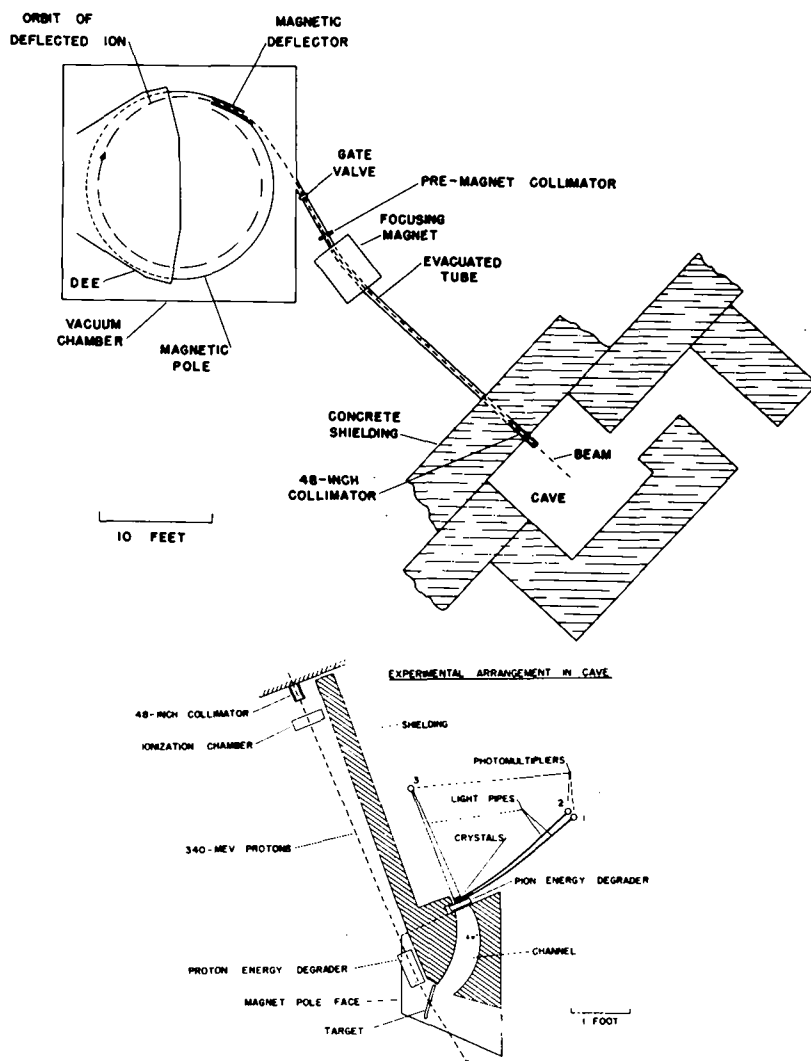 ORBIT OF
DEFLECTED ION
MAGNETIC
DEFLECTOR
GATE
VALVE
PRE-MAGNET COLLIMATOR
FOCUSING
MAGNET
EVACUATED
TUBE
DEE
VACUUM
CHAMBER
MAGNETIC
POLE
CONCRETE
SHIELDING
48-INCH
COLLIMATOR
BEAM
CAVE
10 FEET
EXPERIMENTAL ARRANGEMENT IN CAVE
48-INCH COLLIMATOR
IONIZATION CHAMBER
SHIELDING
PHOTOMULTIPLIERS
3
LIGHT PIPES
2
1
CRYSTALS
340-MEV PROTONS
PION ENERGY DEGRADER
CHANNEL
PROTON ENERGY DEGRADER
MAGNET POLE FACE
TARGET
1 FOOT